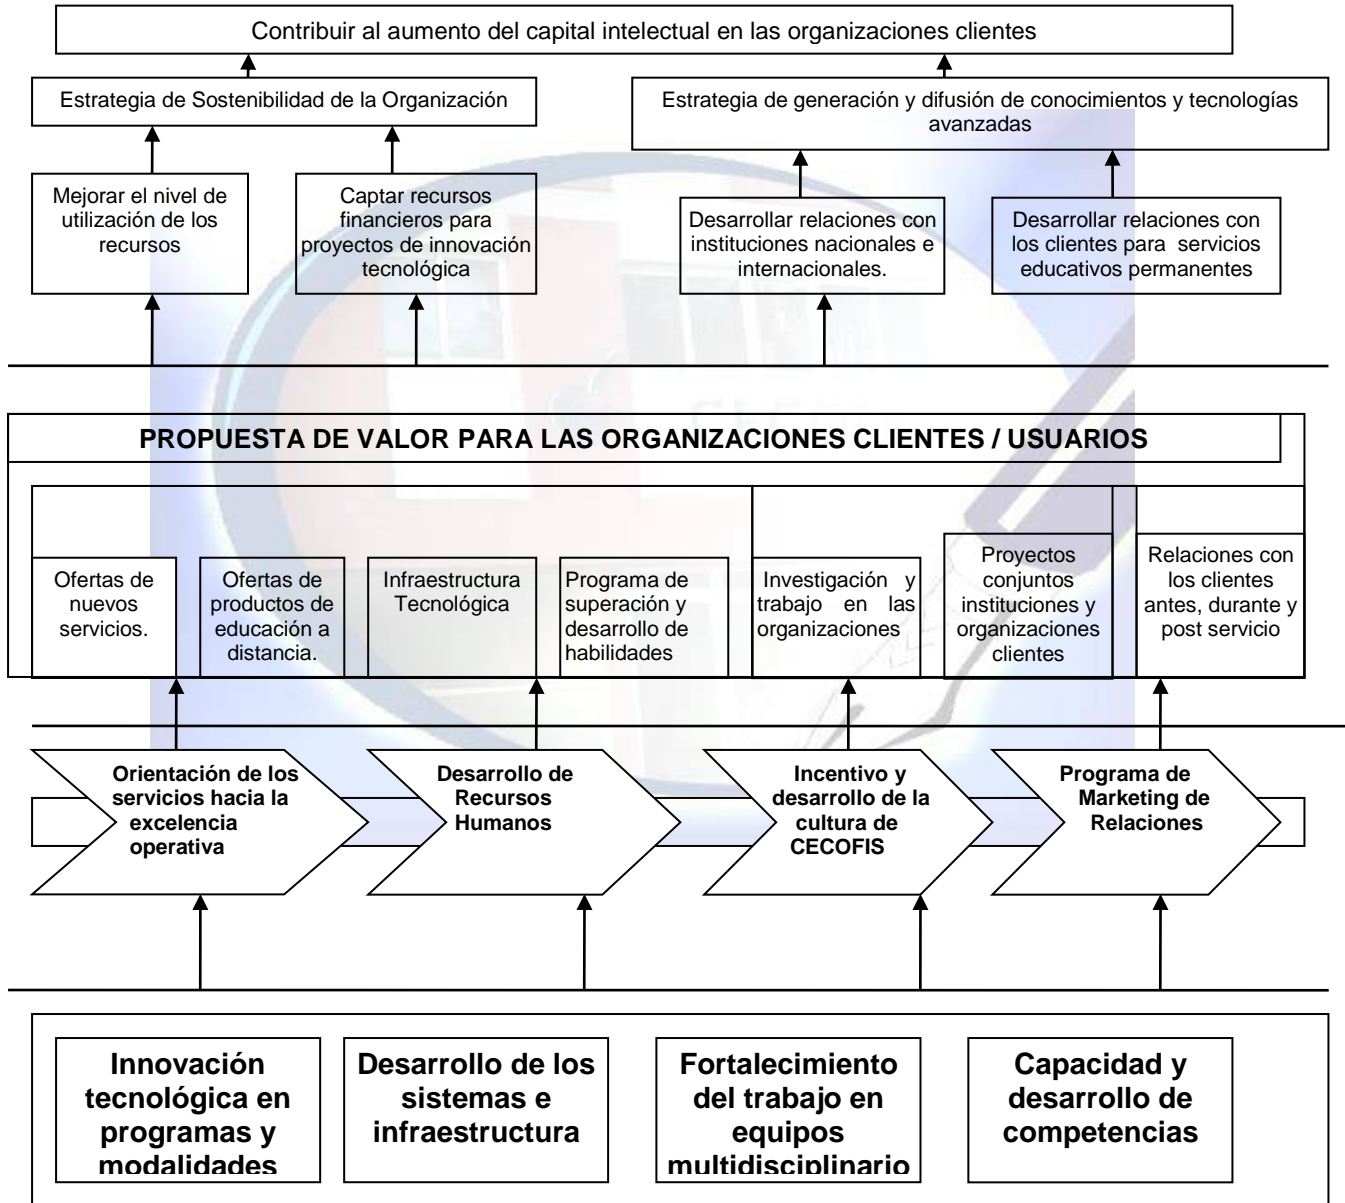 Contribuir al aumento del capital intelectual en las organizaciones clientes
Estrategia de Sostenibilidad de la Organización
Estrategia de generación y difusión de conocimientos y tecnologías
avanzadas
Mejorar el nivel de
utilización de los
recursos
Captar recursos
financieros para
proyectos de innovación
tecnológica
Desarrollar relaciones con
instituciones nacionales e
internacionales.
Desarrollar relaciones con
los clientes para servicios
educativos permanentes
PROPUESTA DE VALOR PARA LAS ORGANIZACIONES CLIENTES / USUARIOS
Ofertas de
nuevos
servicios.
Ofertas de
productos de
educación a
distancia.
Infraestructura
Tecnológica
Programa de
superación y
desarrollo de
habilidades
Investigación y
trabajo en las
organizaciones
Proyectos
conjuntos
instituciones y
organizaciones
clientes
Relaciones con
los clientes
antes, durante y
post servicio
Orientación de los
servicios hacia la
excelencia
operativa
Desarrollo de
Recursos
Humanos
Incentivo y
desarrollo de la
cultura de
CECOFIS
Programa de
Marketing de
Relaciones
Innovación
tecnológica en
programas y
modalidades
Desarrollo de los
sistemas e
infraestructura
Fortalecimiento
del trabajo en
equipos
multidisciplinario
Capacidad y
desarrollo de
competencias